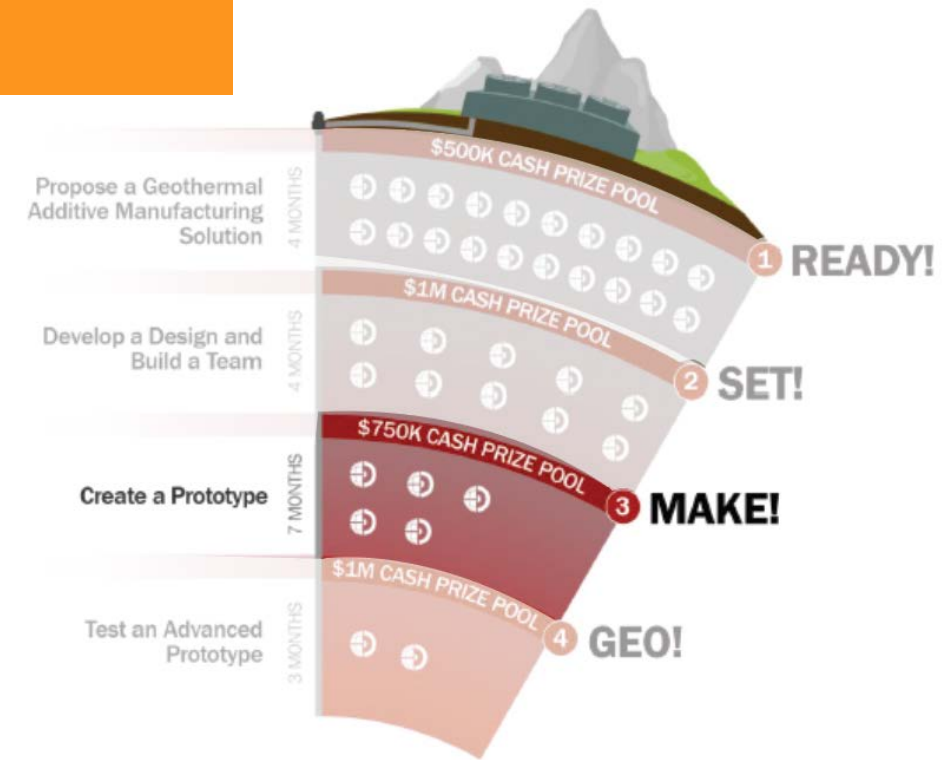 $500K CASH PRIZE POOL
Propose a Geothermal
Additive Manufacturing
Solution
4 MONTHS
1 READY!
$1M CASH PRIZE POOL
Develop a Design and
Build a Team
4 MONTHS
2 SET!
$750K CASH PRIZE POOL
Create a Prototype
7 MONTHS
3 MAKE!
$1M CASH PRIZE POOL
Test an Advanced
Prototype
3 MONTHS
4 GEO!